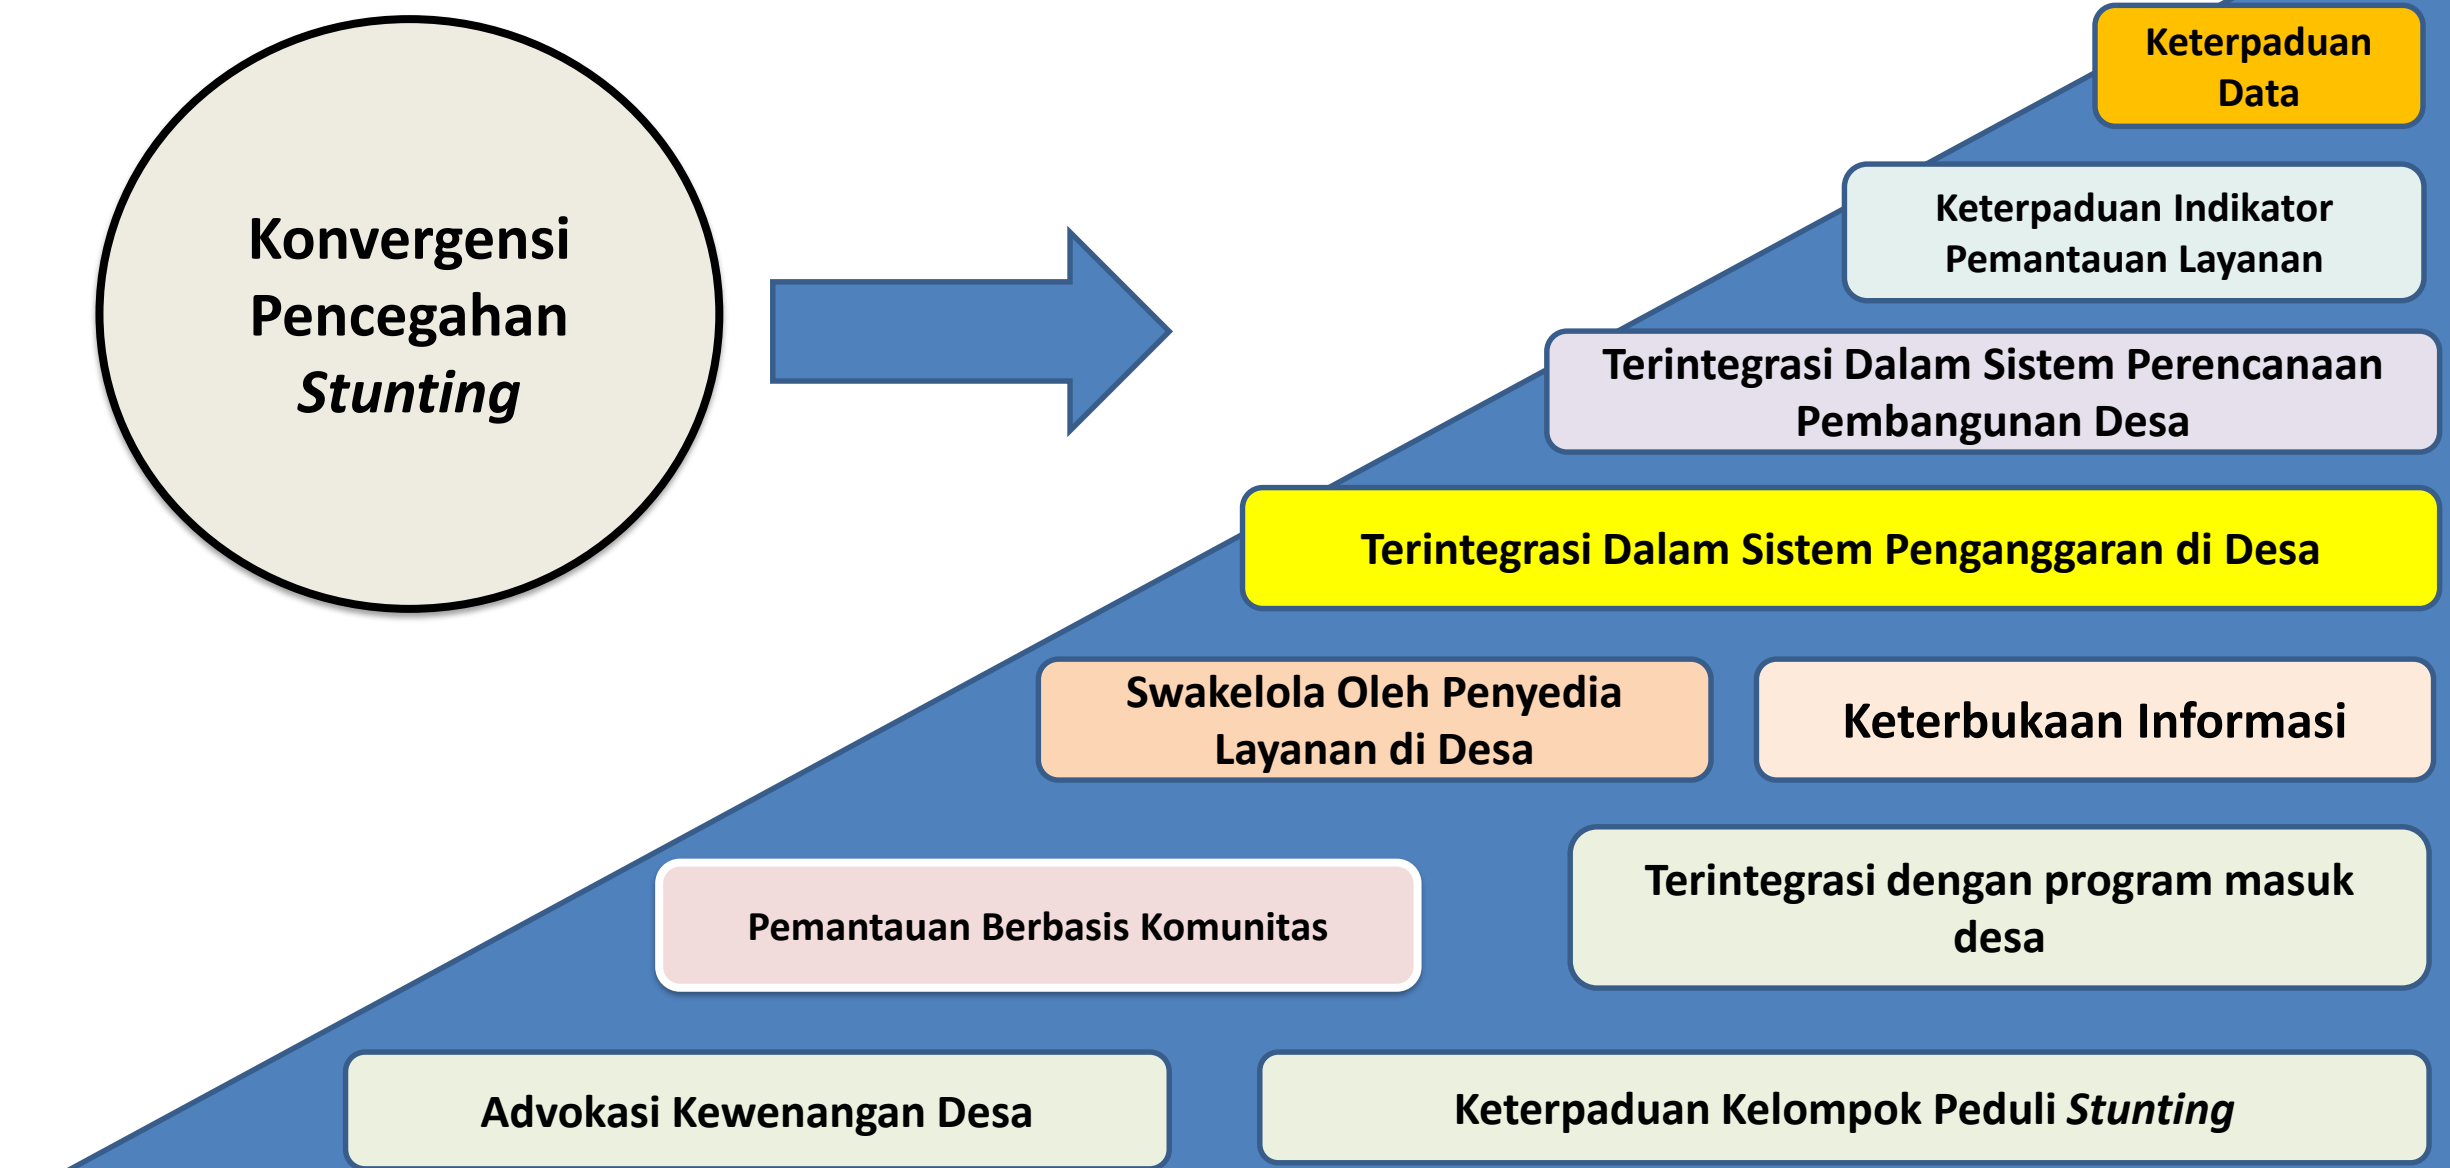 Konvergensi
Pencegahan
Stunting
Keterpaduan
Data
Keterpaduan Indikator
Pemantauan Layanan
Terintegrasi Dalam Sistem Perencanaan
Pembangunan Desa
Terintegrasi Dalam Sistem Penganggaran di Desa
Swakelola Oleh Penyedia
Layanan di Desa
Keterbukaan Informasi
Pemantauan Berbasis Komunitas
Terintegrasi dengan program masuk
desa
Advokasi Kewenangan Desa
Keterpaduan Kelompok Peduli Stunting